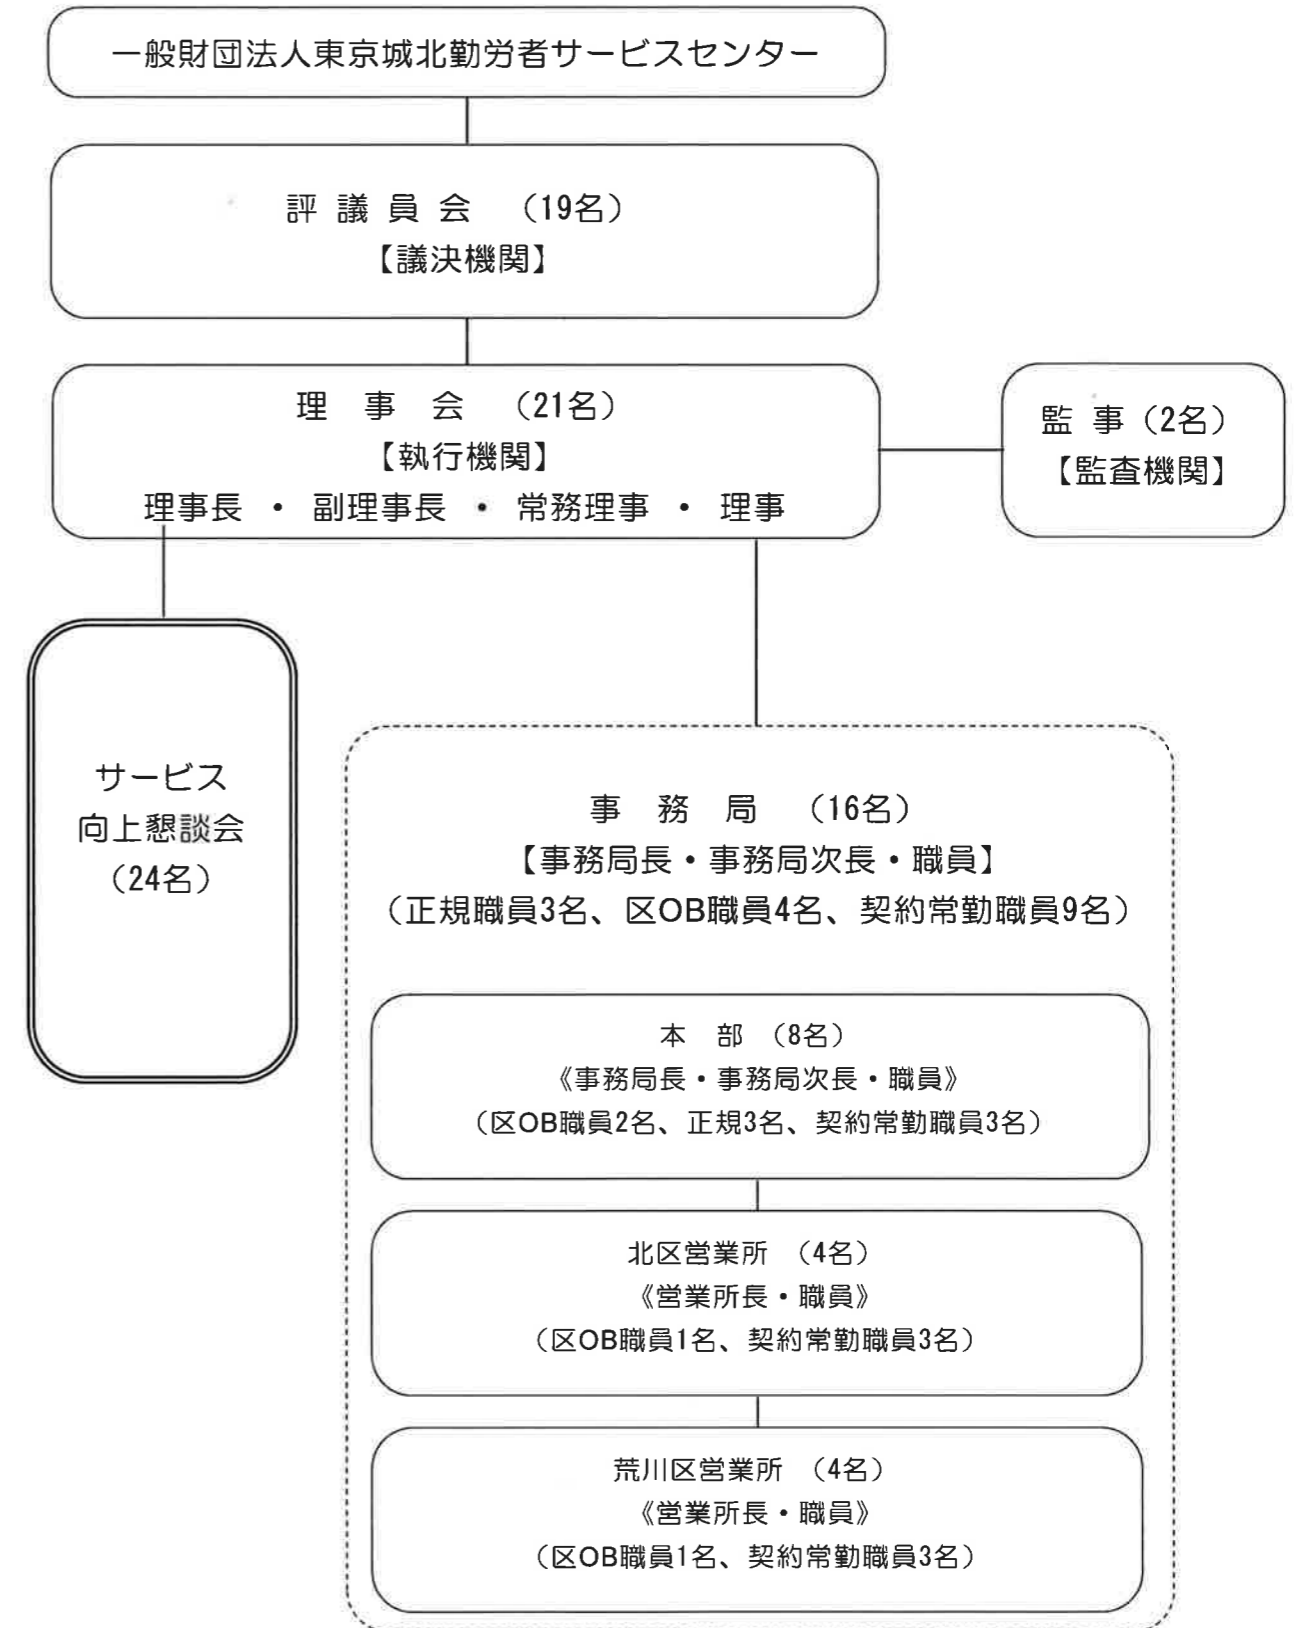 一般財団法人東京城北勤労者サービスセンター
評 議 員 会 （19名）
【議決機関】
理 事 会 （21名）
【執行機関】
理事長 ・ 副理事長 ・ 常務理事 ・ 理事
監 事（2名）
【監査機関】
サービス
向上懇談会
（24名）
事 務 局 （16名）
【事務局長・事務局次長・職員】
（正規職員3名、区OB職員4名、契約常勤職員9名）
本 部 （8名）
《事務局長・事務局次長・職員》
（区OB職員2名、正規3名、契約常勤職員3名）
北区営業所 （4名）
《営業所長・職員》
（区OB職員1名、契約常勤職員3名）
荒川区営業所 （4名）
《営業所長・職員》
（区OB職員1名、契約常勤職員3名）